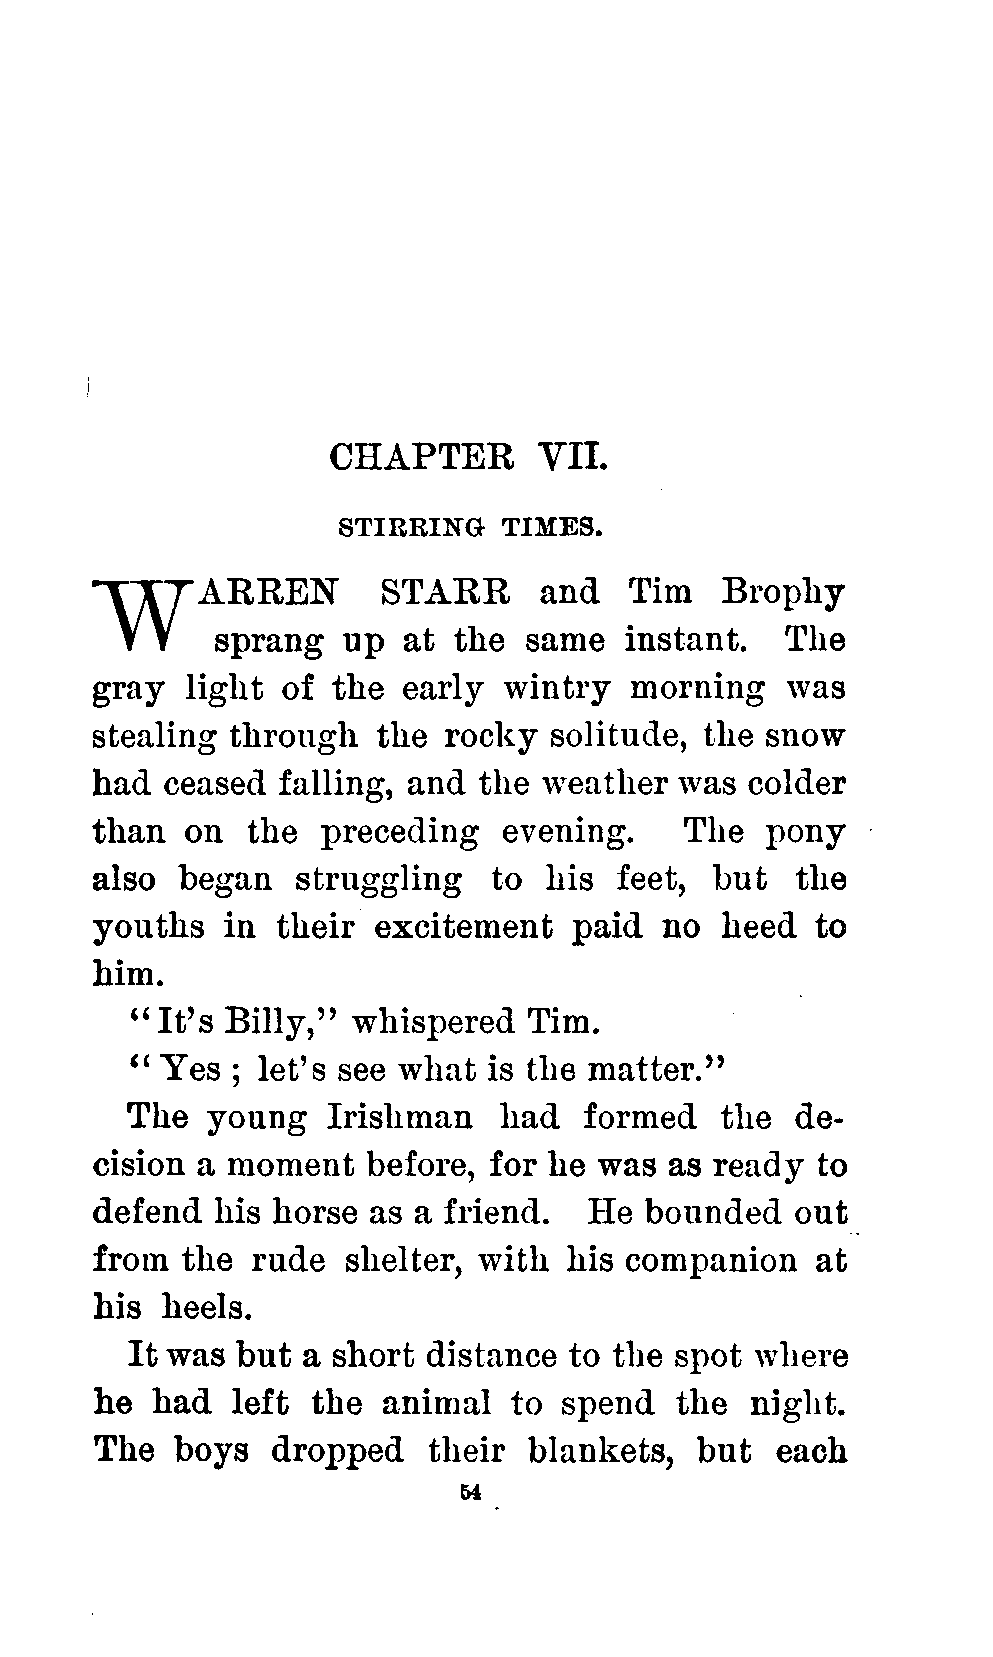 CHAPTER VII.
STIRRING TIMES.
WARREN STARR and Tim Brophy
sprang up at the same instant. The
gray light of the early wintry morning was
stealing through the rocky solitude, the snow
had ceased falling, and the weather was colder
than on the preceding evening. The pony
also began struggling to his feet, but the
youths in their excitement paid no heed to
him.
“It's Billy,” whispered Tim.
“Yes ; let's see what is the matter.”
The young Irishman had formed the de-
cision a moment before, for he was as ready to
defend his horse as a friend. He bounded out
from the rude shelter, with his companion at
his heels.
It was but a short distance to the spot where
he had left the animal to spend the night.
The boys dropped their blankets, but each
54